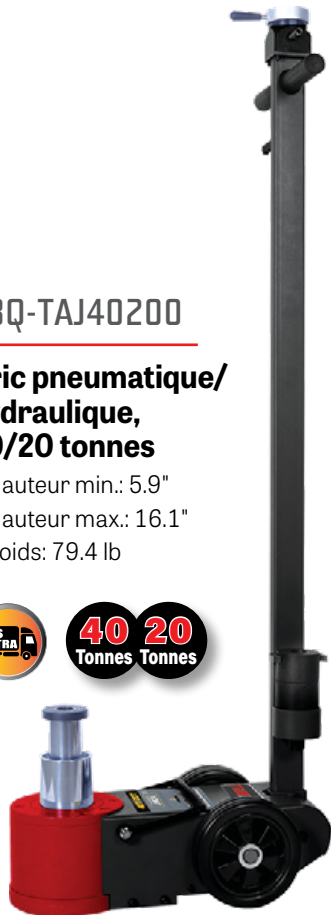 BQ-TAJ40200
ric pneumatique/
draulique,
0/20 tonnes
auteur min.: 5.9"
auteur max.: 16.1"
oids: 79.4 lb
40 20
Tonnes Tonnes